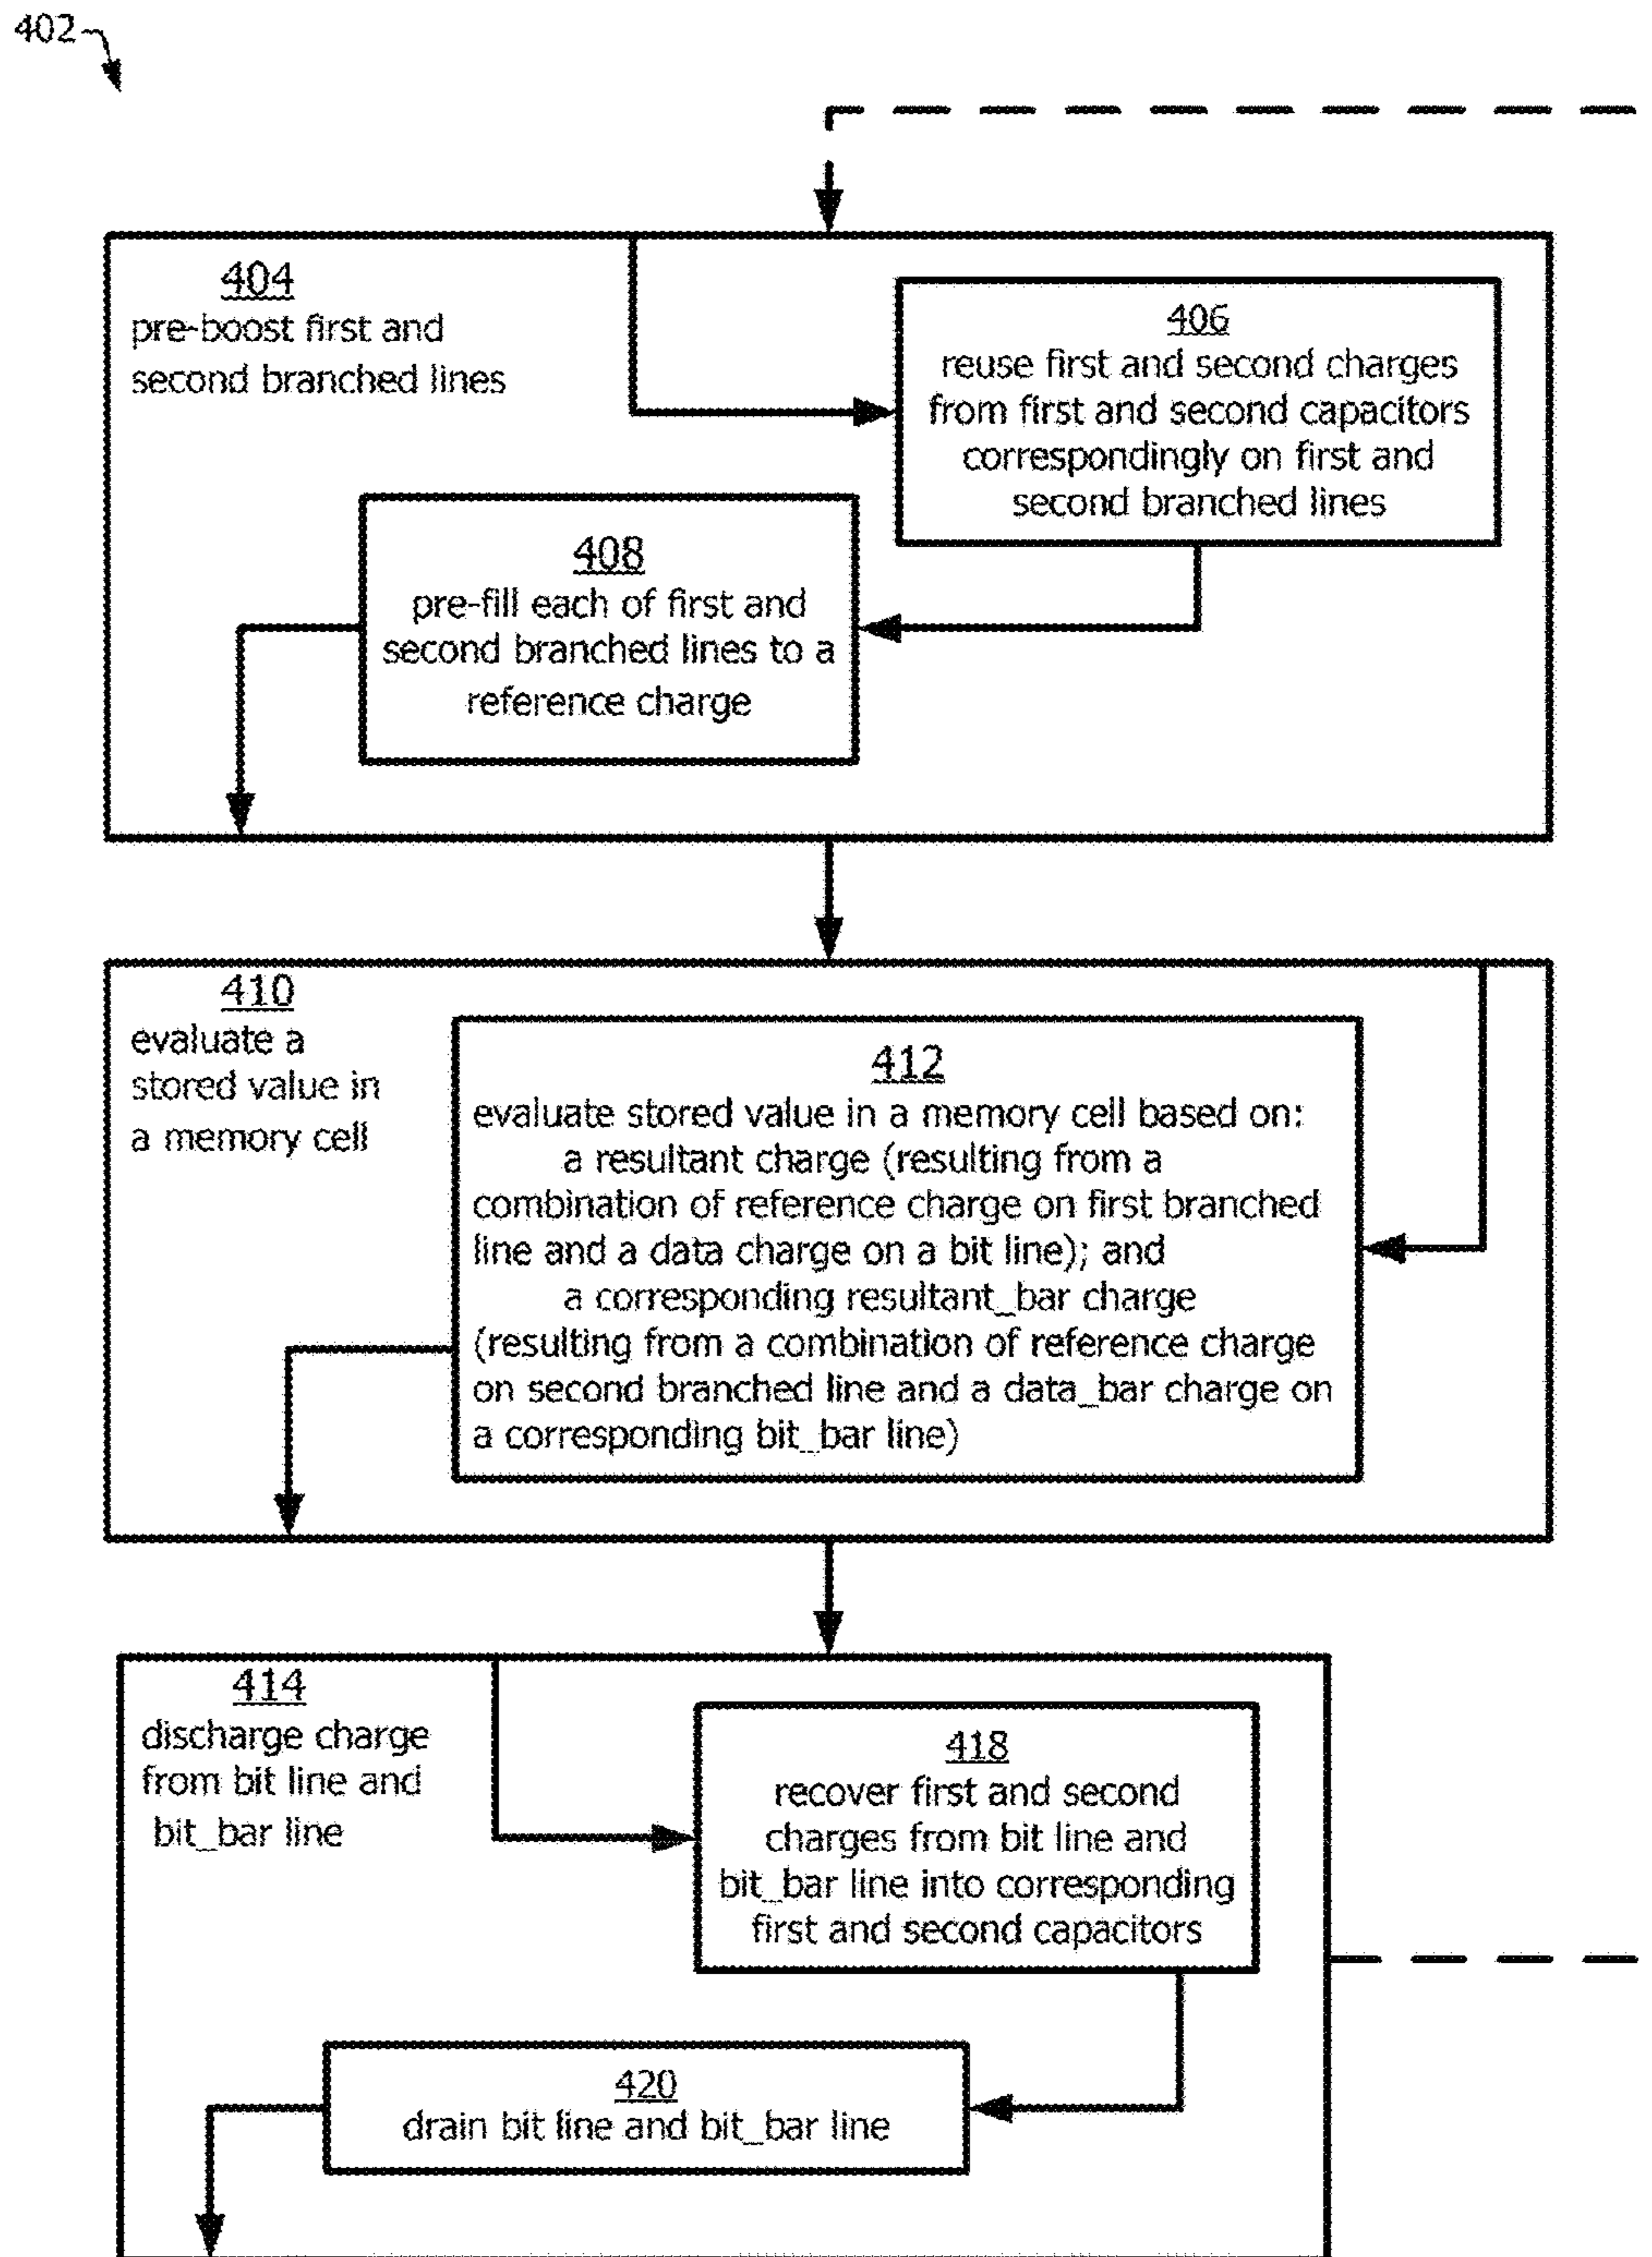 402
404
pre-boost first and
second branched lines
406
reuse first and second charges
from first and second capacitors
correspondingly on first and
second branched lines
408
pre-fill each of first and
second branched lines to a
reference charge
410
evaluate a
stored value in
a memory cell
412
evaluate stored value in a memory cell based on:
a resultant charge (resulting from a
combination of reference charge on first branched
line and a data charge on a bit line); and
a corresponding resultant_bar charge
(resulting from a combination of reference charge
on second branched line and a data_bar charge on
a corresponding bit_bar line)
414
discharge charge
from bit line and
bit_bar line
418
recover first and second
charges from bit line and
bit_bar line into corresponding
first and second capacitors
420
drain bit line and bit_bar line